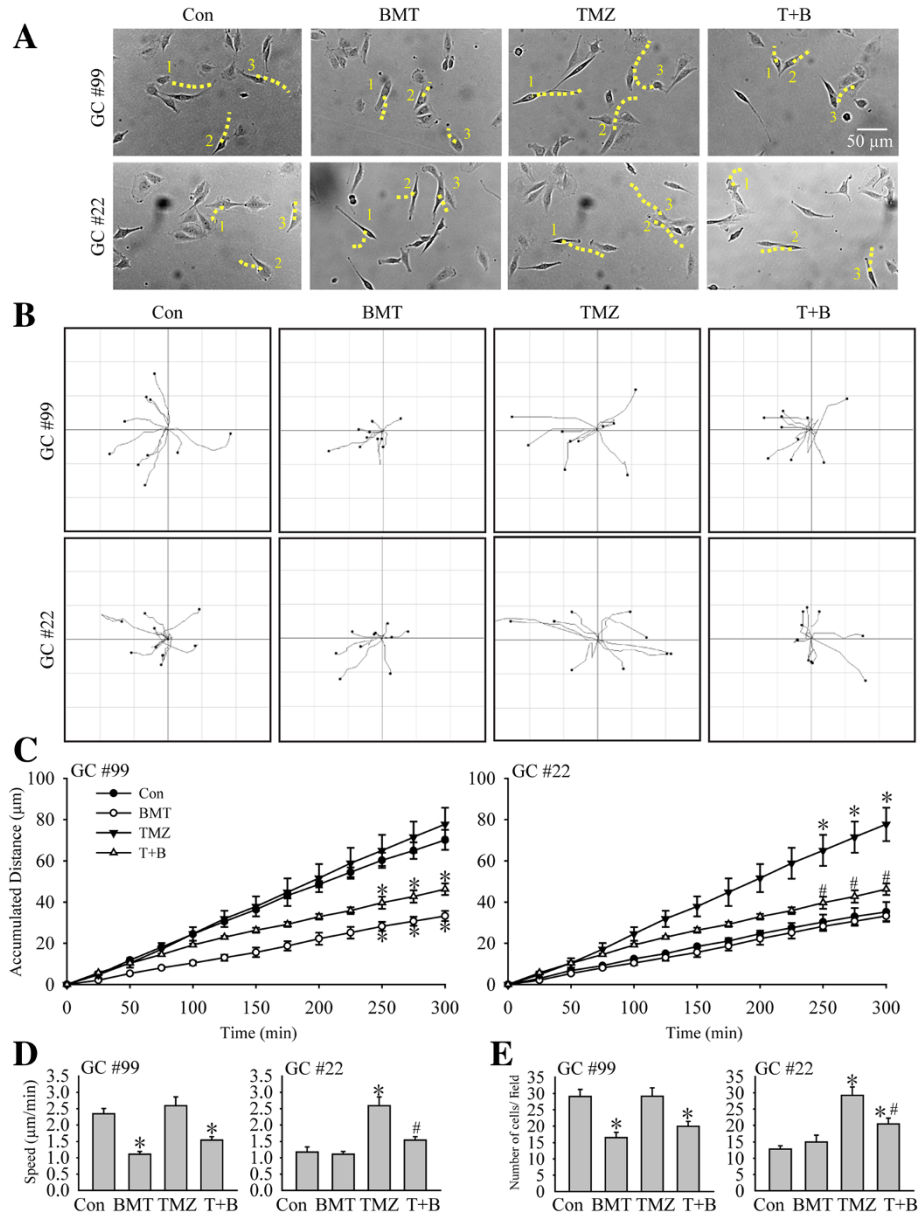 A
Con BMT TMZ T+B
GC #99
1 3 2
1 2 3
1 3 2
1 2 3
50 µm
GC #22
1 3 2
2 3 1
1 3 2
1 2 3
B
Con BMT TMZ T+B
GC #99
GC #22
C
GC #99
GC #22
Con
BMT
TMZ
T+B
Accumulated Distance (µm)
100
80
60
40
20
0
* * *
* * *
0 50 100 150 200 250 300
Time (min)
100
80
60
40
20
0
* * *
# # #
0 50 100 150 200 250 300
Time (min)
D
GC #99
Speed (µm/min)
3.5
3.0
2.5
2.0
1.5
1.0
0.5
0.0
* *
Con BMT TMZ T+B
GC #22
3.5
3.0
2.5
2.0
1.5
1.0
0.5
0.0
* #
Con BMT TMZ T+B
E
GC #99
Number of cells/ field
35
30
25
20
15
10
5
0
* *
Con BMT TMZ T+B
GC #22
35
30
25
20
15
10
5
0
* *#
Con BMT TMZ T+B